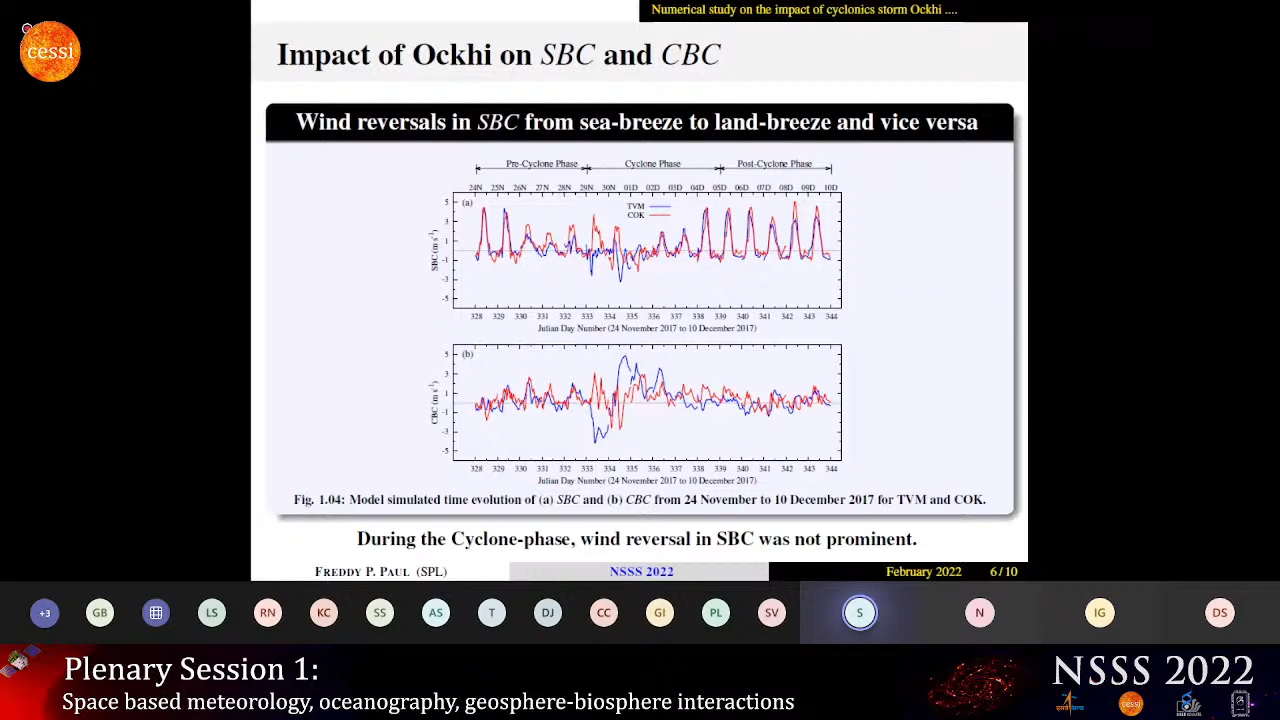 Numerical study on the impact of cyclonics storm Ockhi ....
cessi
Impact of Ockhi on SBC and CBC
Wind reversals in SBC from sea-breeze to land-breeze and vice versa
Pre-Cyclone Phase Cyclone Phase Post-Cyclone Phase
24N 25N 26N 27N 28N 29N 30N 01D 02D 03D 04D 05D 06D 07D 08D 09D 10D
(a)
TVM
COK
5
3
1
-1
-3
-5
SBC (m s-1)
328 329 330 331 332 333 334 335 336 337 338 339 340 341 342 343 344
Julian Day Number (24 November 2017 to 10 December 2017)
(b)
5
3
1
-1
-3
-5
CBC (m s-1)
328 329 330 331 332 333 334 335 336 337 338 339 340 341 342 343 344
Julian Day Number (24 November 2017 to 10 December 2017)
Fig. 1.04: Model simulated time evolution of (a) SBC and (b) CBC from 24 November to 10 December 2017 for TVM and COK.
During the Cyclone-phase, wind reversal in SBC was not prominent.
FREDDY P. PAUL (SPL) NSSS 2022 February 2022 6/10
+3 GB LS RN KC SS AS T DJ CC GI PL SV S N IG DS
Plenary Session 1:
Space based meteorology, oceanography, geosphere-biosphere interactions
NSSS 2022
cessi